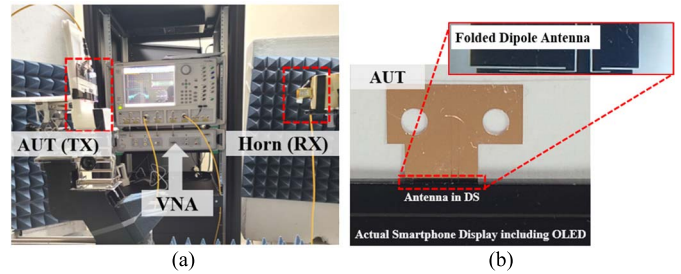 AUT (TX)
VNA
Horn (RX)
(a)
Folded Dipole Antenna
AUT
Antenna in DS
Actual Smartphone Display including OLED
(b)